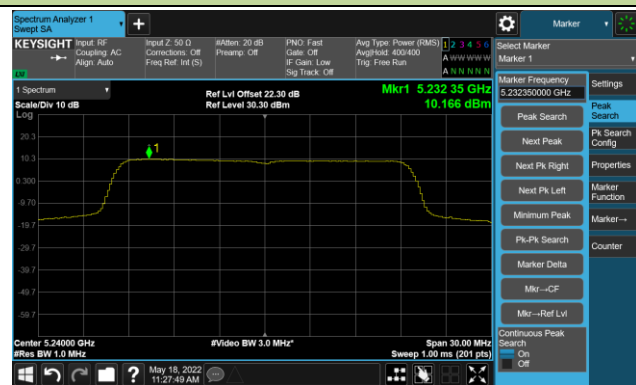 Spectrum Analyzer 1
Swept SA
+
Marker
KEYSIGHT
Input: RF
Coupling: AC
Align: Auto
Input Z: 50 Ω
Corrections: Off
Freq Ref: Int (S)
#Atten: 20 dB
Preamp: Off
PNO: Fast
Gate: Off
IF Gain: Low
Sig Track: Off
Avg Type: Power (RMS)
Avg|Hold: 400/400
Trig: Free Run
1 2 3 4 5 6
A W W W W W
A N N N N N
Select Marker
Marker 1
1 Spectrum
Scale/Div 10 dB
Log
Ref Lvl Offset 22.30 dB
Ref Level 30.30 dBm
Mkr1 5.232 35 GHz
10.166 dBm
20.3
10.3
0.300
-9.70
-19.7
-29.7
-39.7
-49.7
-59.7
1
Center 5.24000 GHz
#Res BW 1.0 MHz
#Video BW 3.0 MHz*
Span 30.00 MHz
Sweep 1.00 ms (201 pts)
Marker Frequency
5.232350000 GHz
Peak Search
Next Peak
Next Pk Right
Next Pk Left
Minimum Peak
Pk-Pk Search
Marker Delta
Mkr→CF
Mkr→Ref Lvl
Continuous Peak
Search
On
Off
Settings
Peak
Search
Pk Search
Config
Properties
Marker
Function
Marker→
Counter
?
May 18, 2022
11:27:49 AM